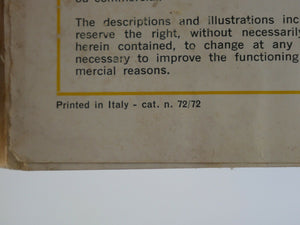 The descriptions and illustrations inc
reserve the right, without necessarily
herein contained, to change at any
necessary to improve the functioning
mercial reasons.
Printed in Italy - cat. n. 72/72